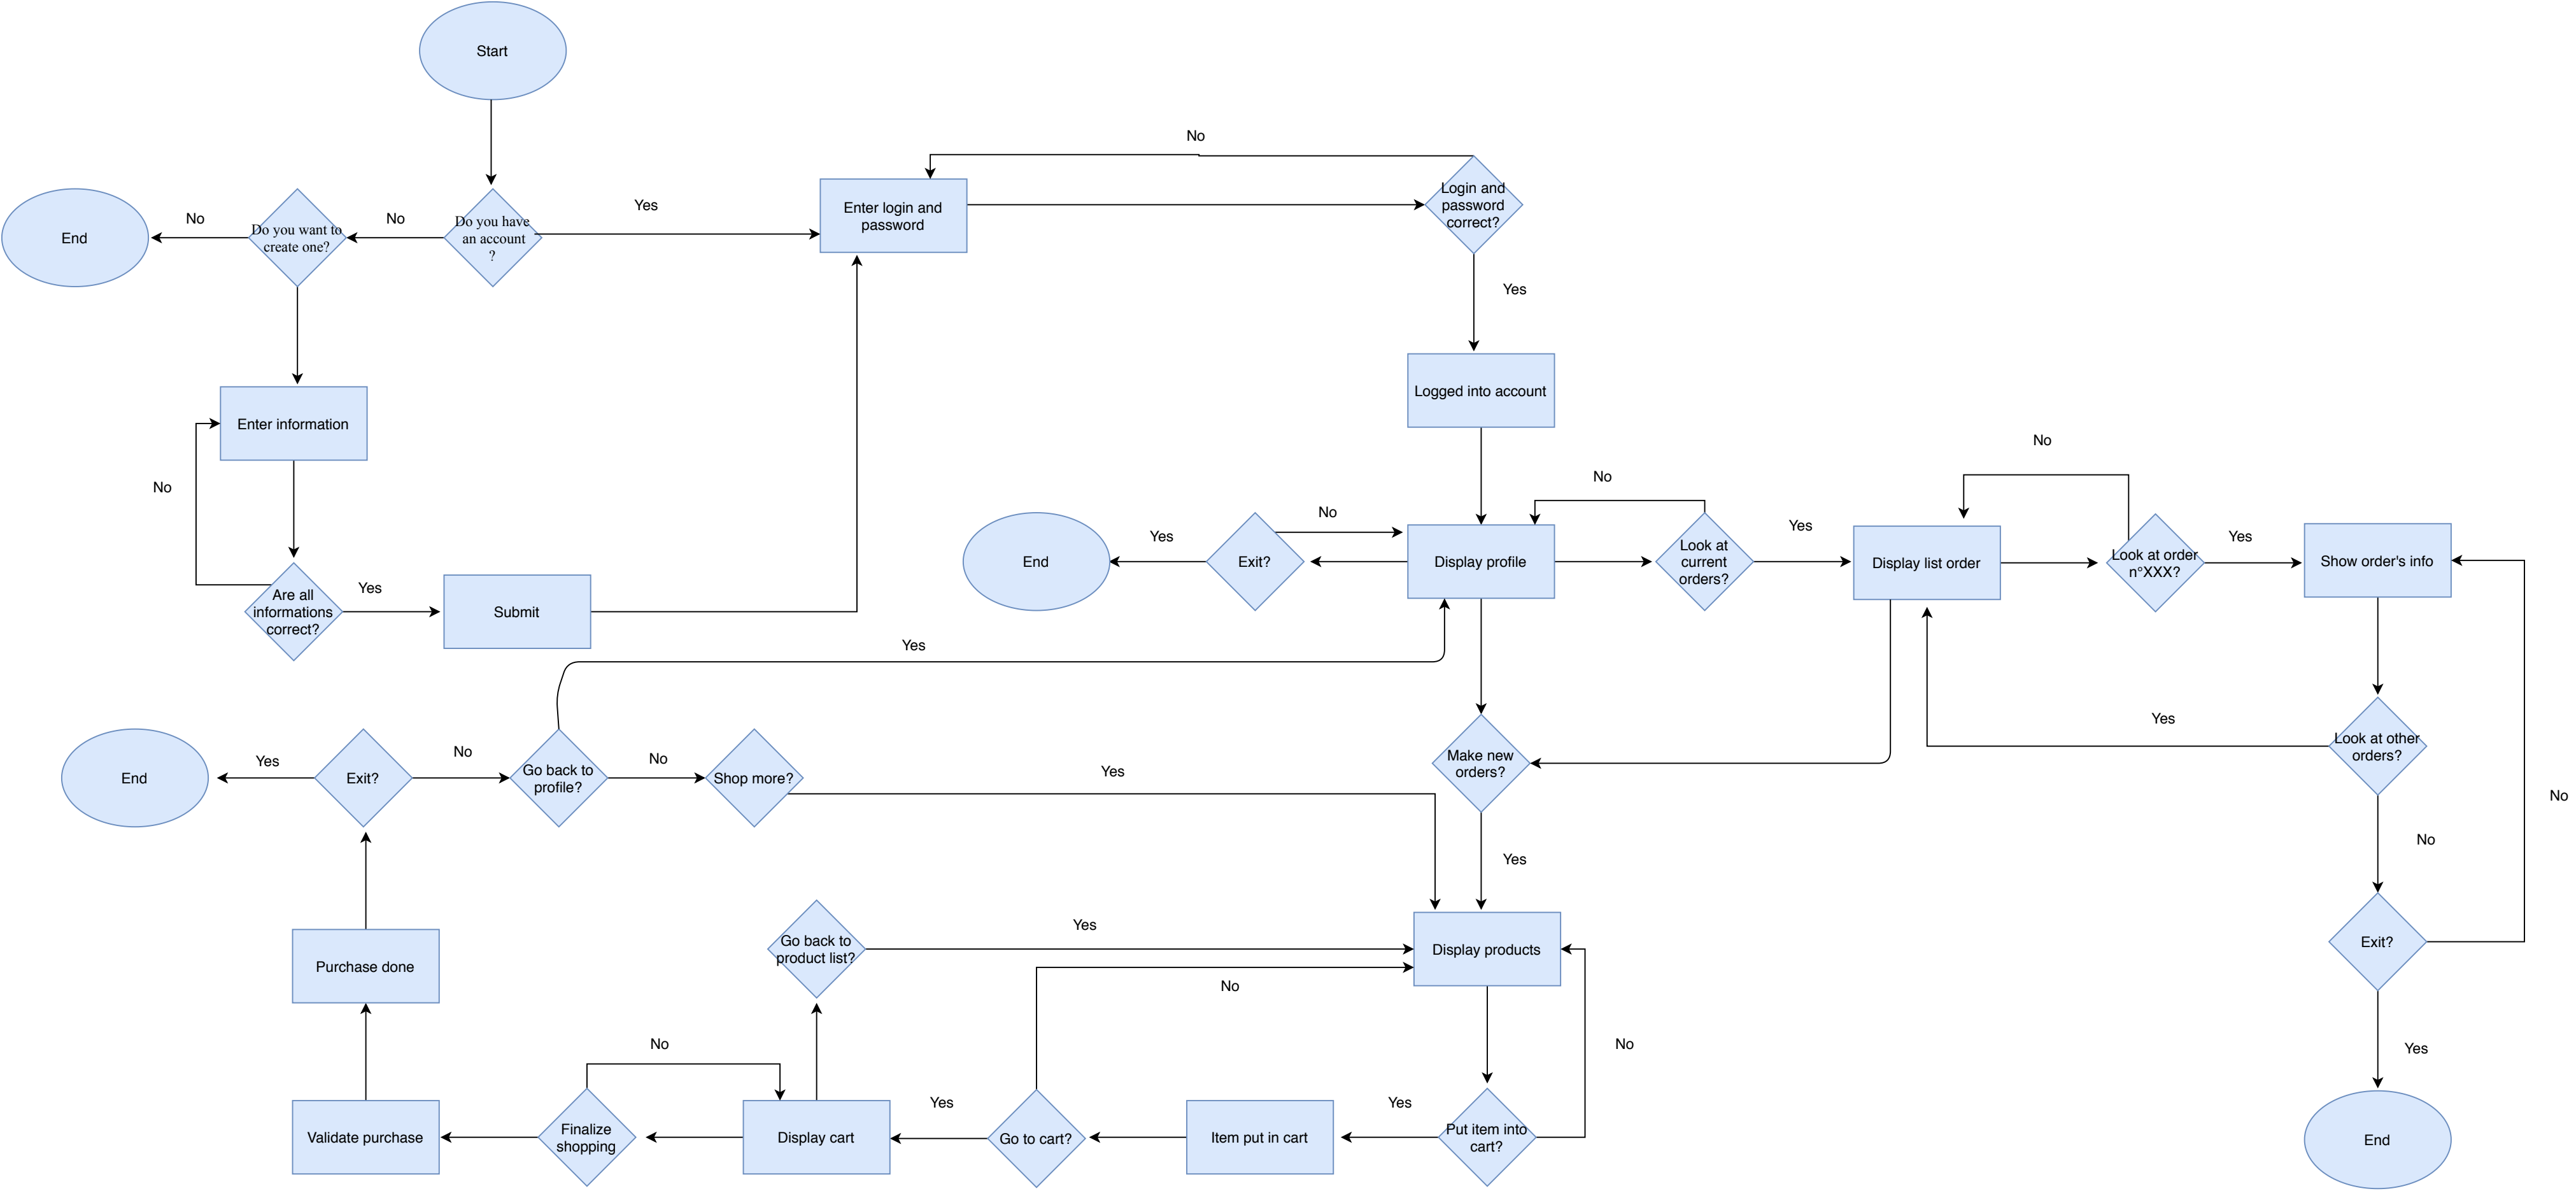 Start
No
End
No
Do you want to
create one?
No
Do you have
an account
?
Yes
Enter login and
password
Login and
password
correct?
Yes
Logged into account
Enter information
No
Are all
informations
correct?
Yes
Submit
End
Yes
Exit?
No
Display profile
No
Look at
current
orders?
Yes
Display list order
No
Look at order
n°XXX?
Yes
Show order's info
Yes
End
Yes
Exit?
No
Go back to
profile?
No
Shop more?
Yes
Make new
orders?
Yes
Yes
Look at other
orders?
No
No
Exit?
Yes
End
Purchase done
Go back to
product list?
Yes
No
Display products
No
Validate purchase
Finalize
shopping
No
Display cart
Yes
Go to cart?
Item put in cart
Yes
Put item into
cart?